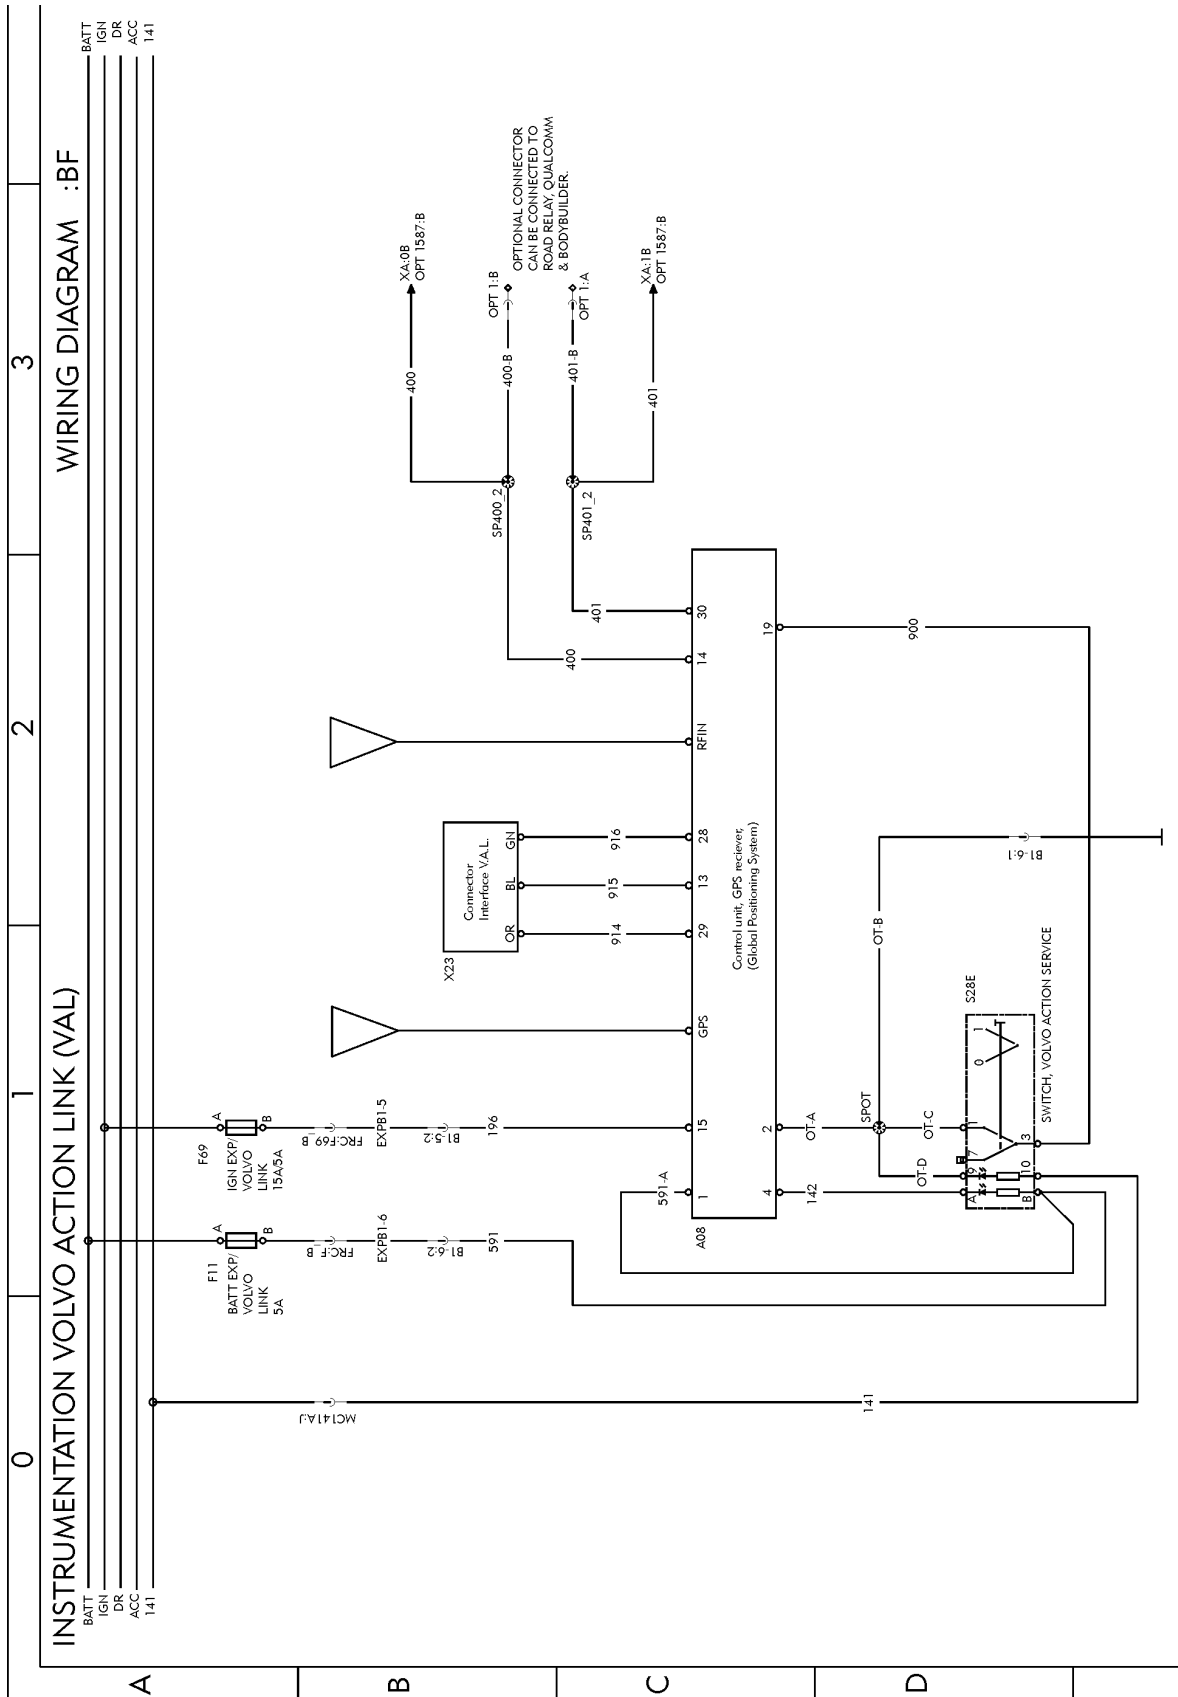 0
1
2
3
INSTRUMENTATION VOLVO ACTION LINK (VAL)
WIRING DIAGRAM :BF
BATT
IGN
DR
ACC
141
BATT
IGN
DR
ACC
141
A
B
C
D
F11
BATT EXP/
VOLVO
LINK
5A
A
B
FRC:F_B
EXPB1-6
B1-6:2
591
F69
IGN EXP/
VOLVO
LINK
15A/5A
A
B
FRC:F69_B
EXPB1-5
B1-5:2
196
MC141A:J
141
X23
Connector
Interface V.A.L.
OR
BL
GN
914
915
916
400
XA:0B
OPT 1587:B
SP400_2
400-B
OPT 1:B
OPTIONAL CONNECTOR
CAN BE CONNECTED TO
ROAD RELAY, QUALCOMM
& BODYBUILDER.
SP401_2
401-B
OPT 1:A
401
XA:1B
OPT 1587:B
400
401
591-A
A08
1
15
GPS
29
13
28
RFIN
14
30
Control unit, GPS reciever,
(Global Positioning System)
4
2
19
142
OT-A
SPOT
OT-B
OT-C
OT-D
900
B1-6:1
S28E
A
9
7
1
0
1
B
10
3
SWITCH, VOLVO ACTION SERVICE